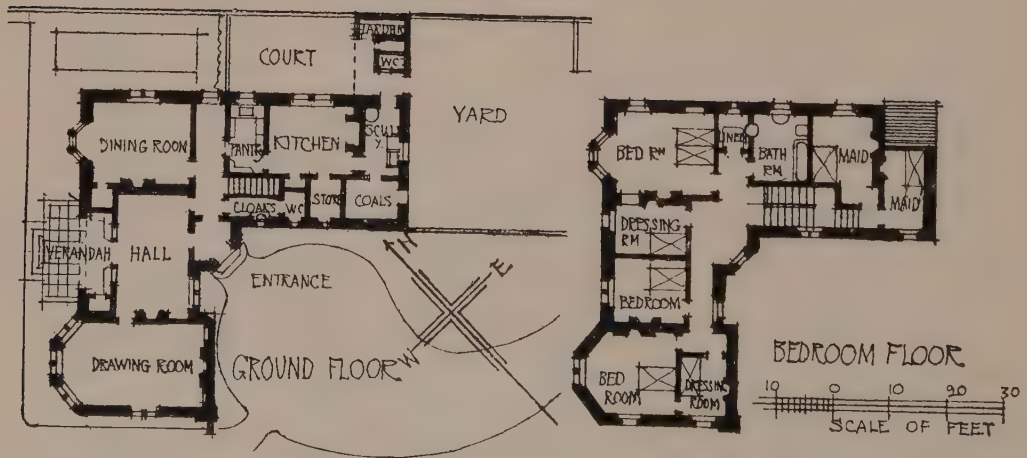 LARDER
COURT
WC
YARD
DINING ROOM
PANTRY
KITCHEN
SCULLY.
CLOAKS
WC
STORE
COALS
VERANDAH
HALL
ENTRANCE
DRAWING ROOM
GROUND FLOOR
N
E
W
BED RM
LINEN
BATH
RM
MAID
MAID
DRESSING
RM
BEDROOM
BED
ROOM
DRESSING
ROOM
BEDROOM FLOOR
10 0 10 20 30
SCALE OF FEET